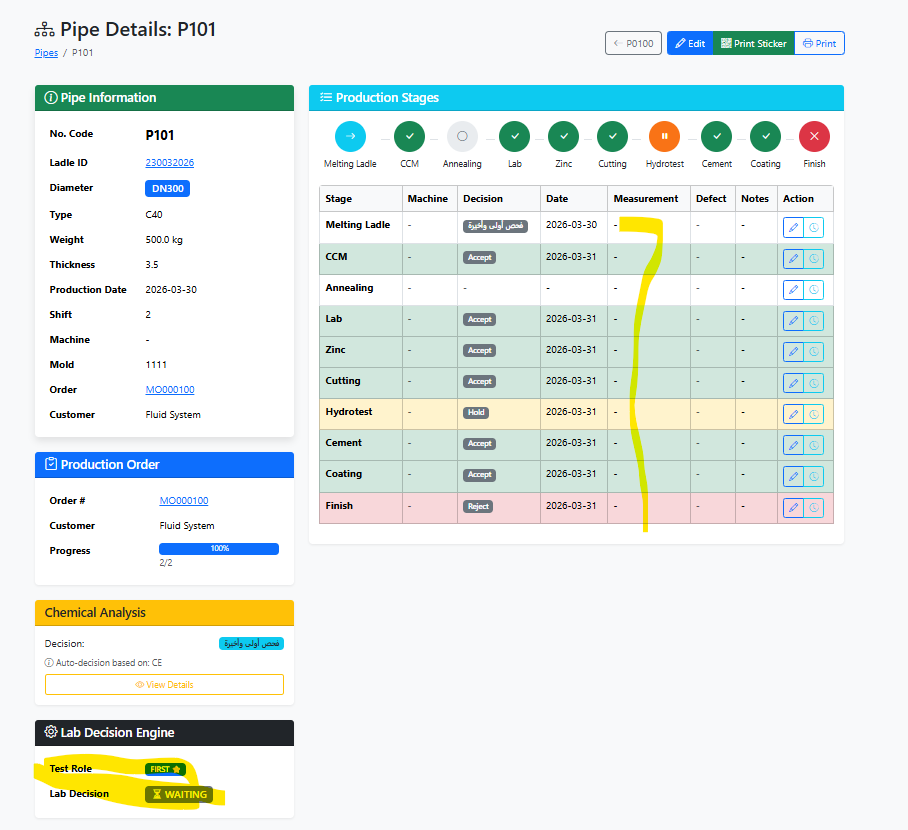 Pipe Details: P101
Pipes / P101
← P0100
Edit
Print Sticker
Print
Pipe Information
No. Code P101
Ladle ID 230032026
Diameter DN300
Type C40
Weight 500.0 kg
Thickness 3.5
Production Date 2026-03-30
Shift 2
Machine -
Mold 1111
Order MO000100
Customer Fluid System
Production Order
Order # MO000100
Customer Fluid System
Progress 100%
2/2
Chemical Analysis
Decision: فحص أولى وأخيرة
Auto-decision based on: CE
View Details
Lab Decision Engine
Test Role FIRST
Lab Decision WAITING
Production Stages
Melting Ladle CCM Annealing Lab Zinc Cutting Hydrotest Cement Coating Finish
Stage Machine Decision Date Measurement Defect Notes Action
Melting Ladle - فحص أولى وأخيرة 2026-03-30 - - -
CCM - Accept 2026-03-31 - - -
Annealing - - - - - -
Lab - Accept 2026-03-31 - - -
Zinc - Accept 2026-03-31 - - -
Cutting - Accept 2026-03-31 - - -
Hydrotest - Hold 2026-03-31 - - -
Cement - Accept 2026-03-31 - - -
Coating - Accept 2026-03-31 - - -
Finish - Reject 2026-03-31 - - -